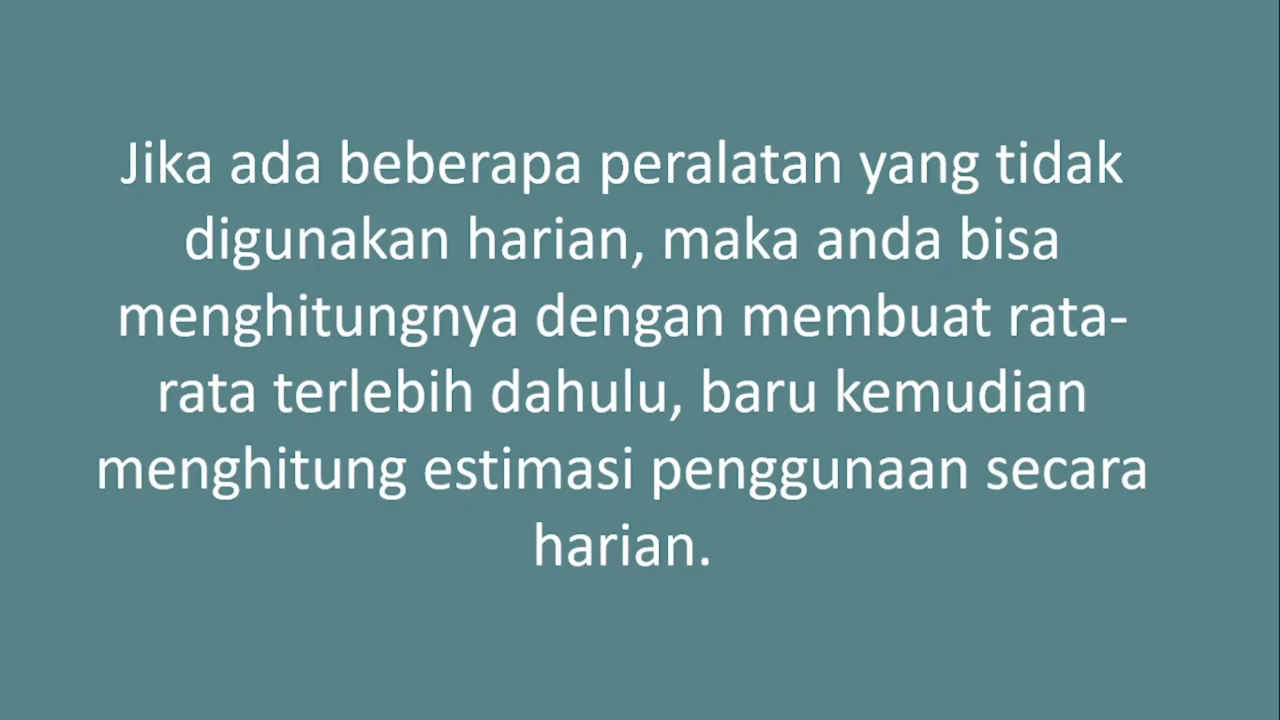 Jika ada beberapa peralatan yang tidak
digunakan harian, maka anda bisa
menghitungnya dengan membuat rata-
rata terlebih dahulu, baru kemudian
menghitung estimasi penggunaan secara
harian.